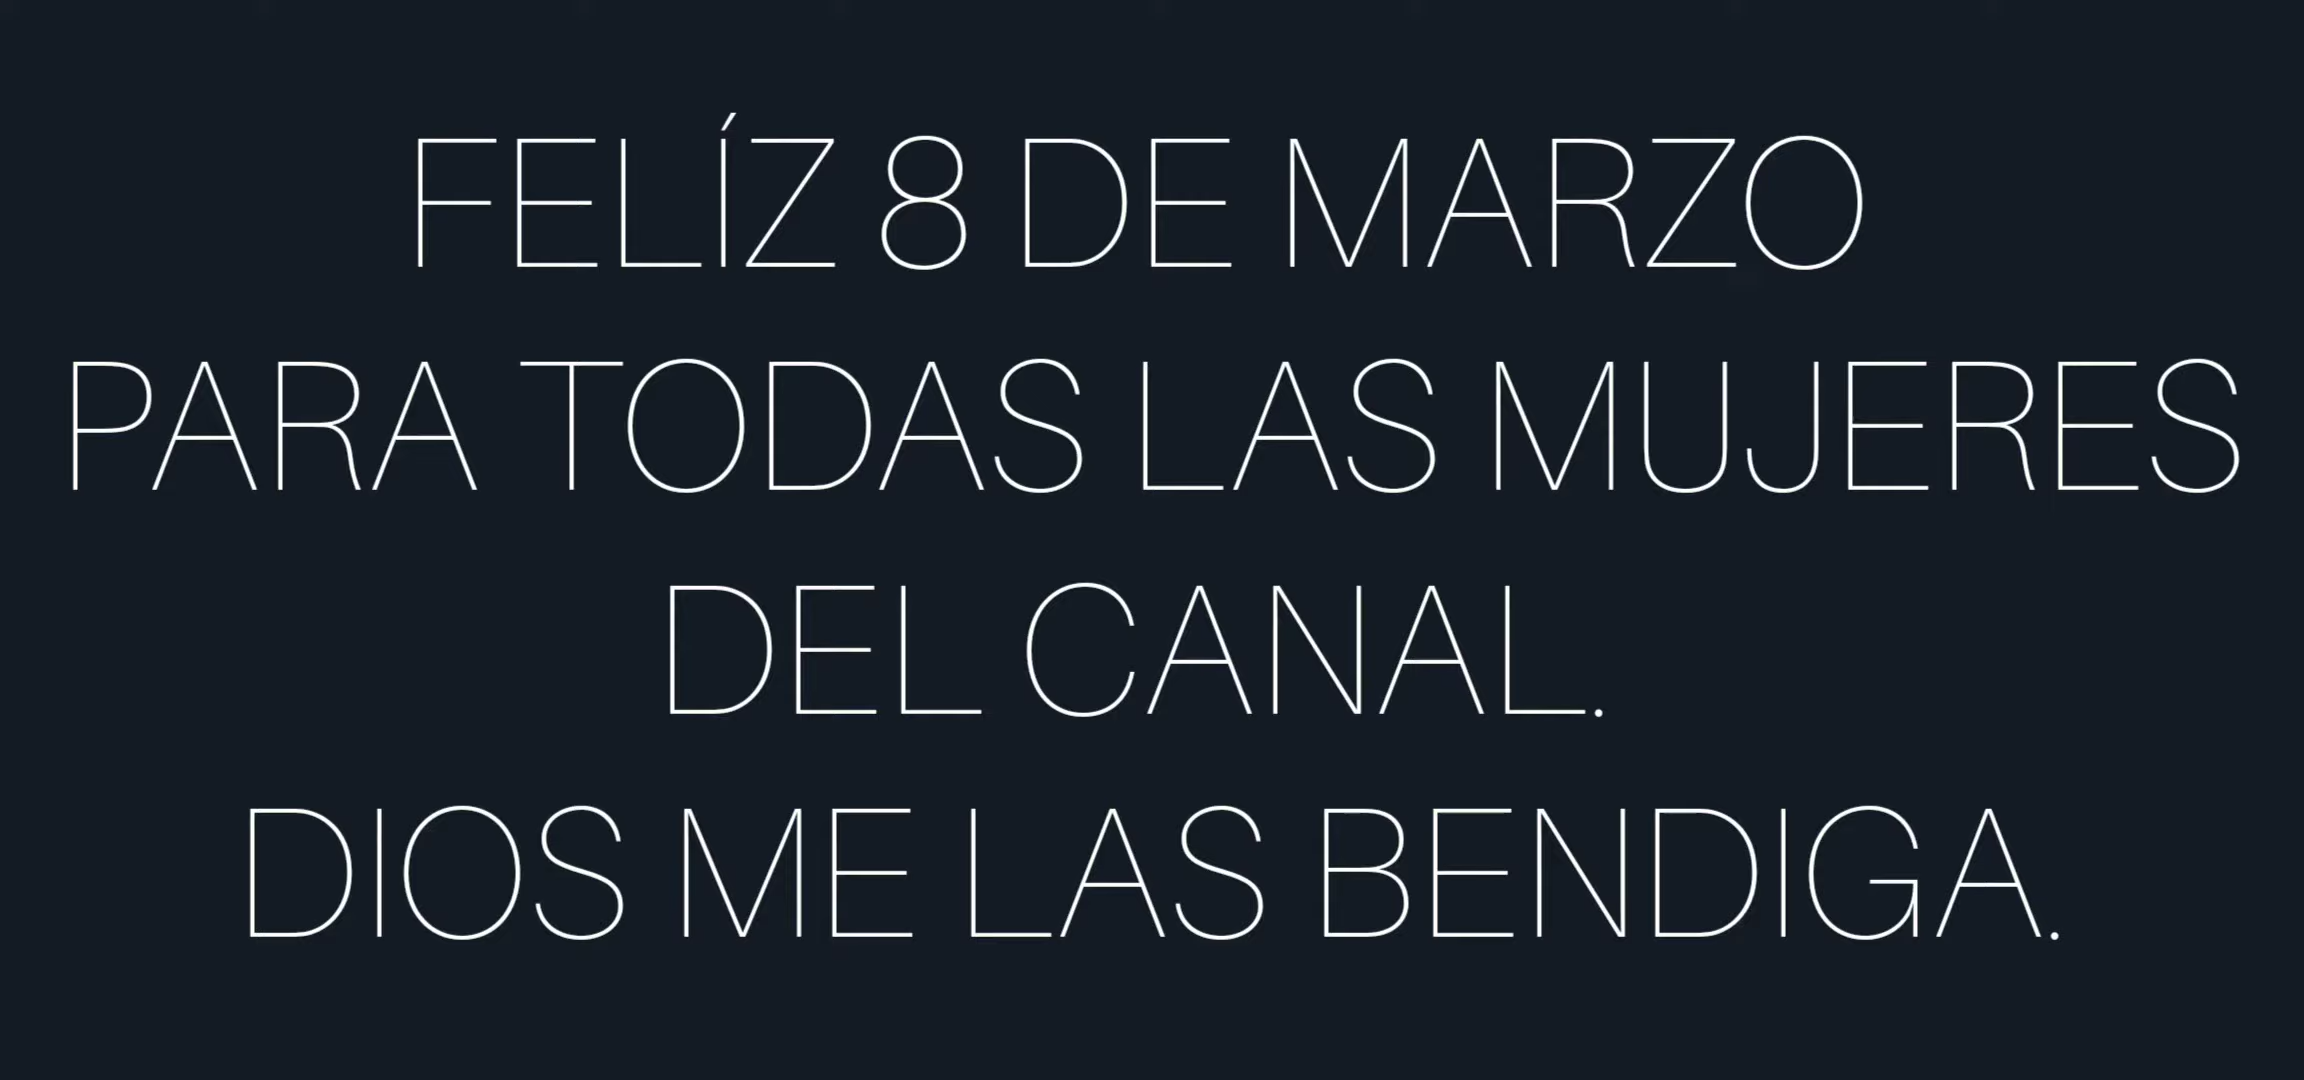 FELÍZ 8 DE MARZO
PARA TODAS LAS MUJERES
DEL CANAL.
DIOS ME LAS BENDIGA.